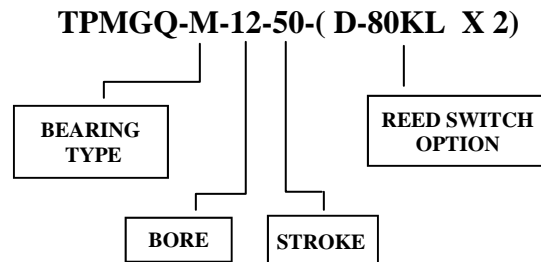 TPMGQ-M-12-50-( D-80KL X 2)
BEARING
TYPE
REED SWITCH
OPTION
BORE
STROKE